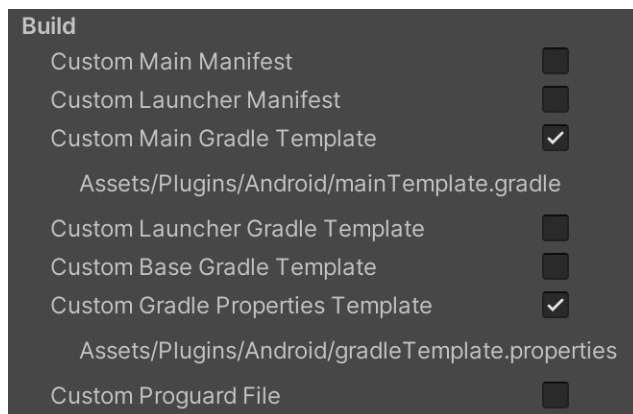 Build
Custom Main Manifest
Custom Launcher Manifest
Custom Main Gradle Template
Assets/Plugins/Android/mainTemplate.gradle
Custom Launcher Gradle Template
Custom Base Gradle Template
Custom Gradle Properties Template
Assets/Plugins/Android/gradleTemplate.properties
Custom Proguard File